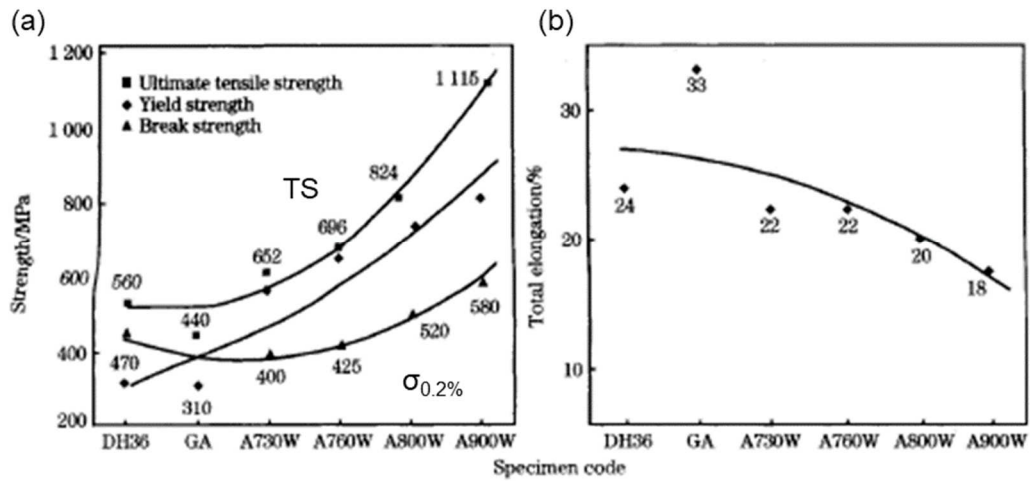 (a)
Strength/MPa
1 200
1 000
800
600
400
200
■ Ultimate tensile strength
◆ Yield strength
▲ Break strength
TS
σ0.2%
560
440
652
696
824
1 115
470
310
400
425
520
580
DH36 GA A730W A760W A800W A900W
(b)
Total elongation/%
30
20
10
24
33
22
22
20
18
DH36 GA A730W A760W A800W A900W
Specimen code